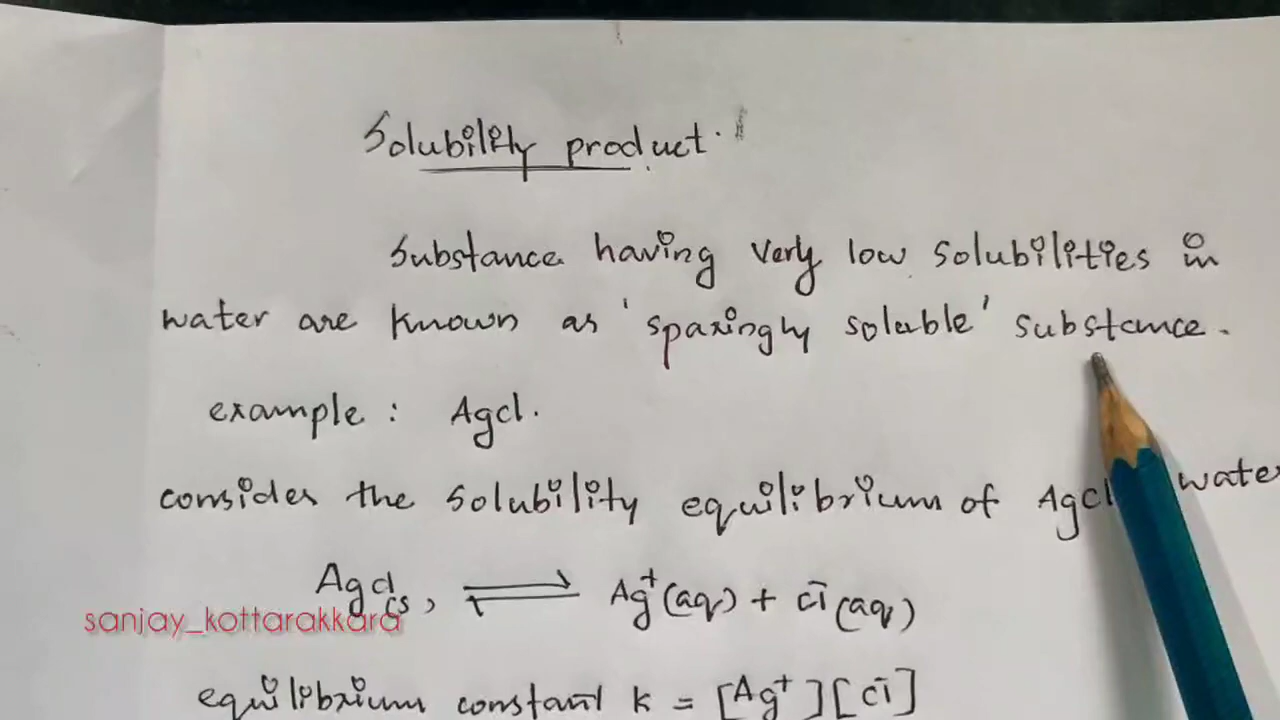 Solubility product.
Substance having very low solubilities in
water are known as 'sparingly soluble' substance.
example : Agcl.
consider the solubility equilibrium of Agcl water
Agcl(s) ⇌ Ag⁺(aq) + cl⁻(aq)
sanjay_kottarakkara
equilibrium constant k = [Ag⁺][cl⁻]